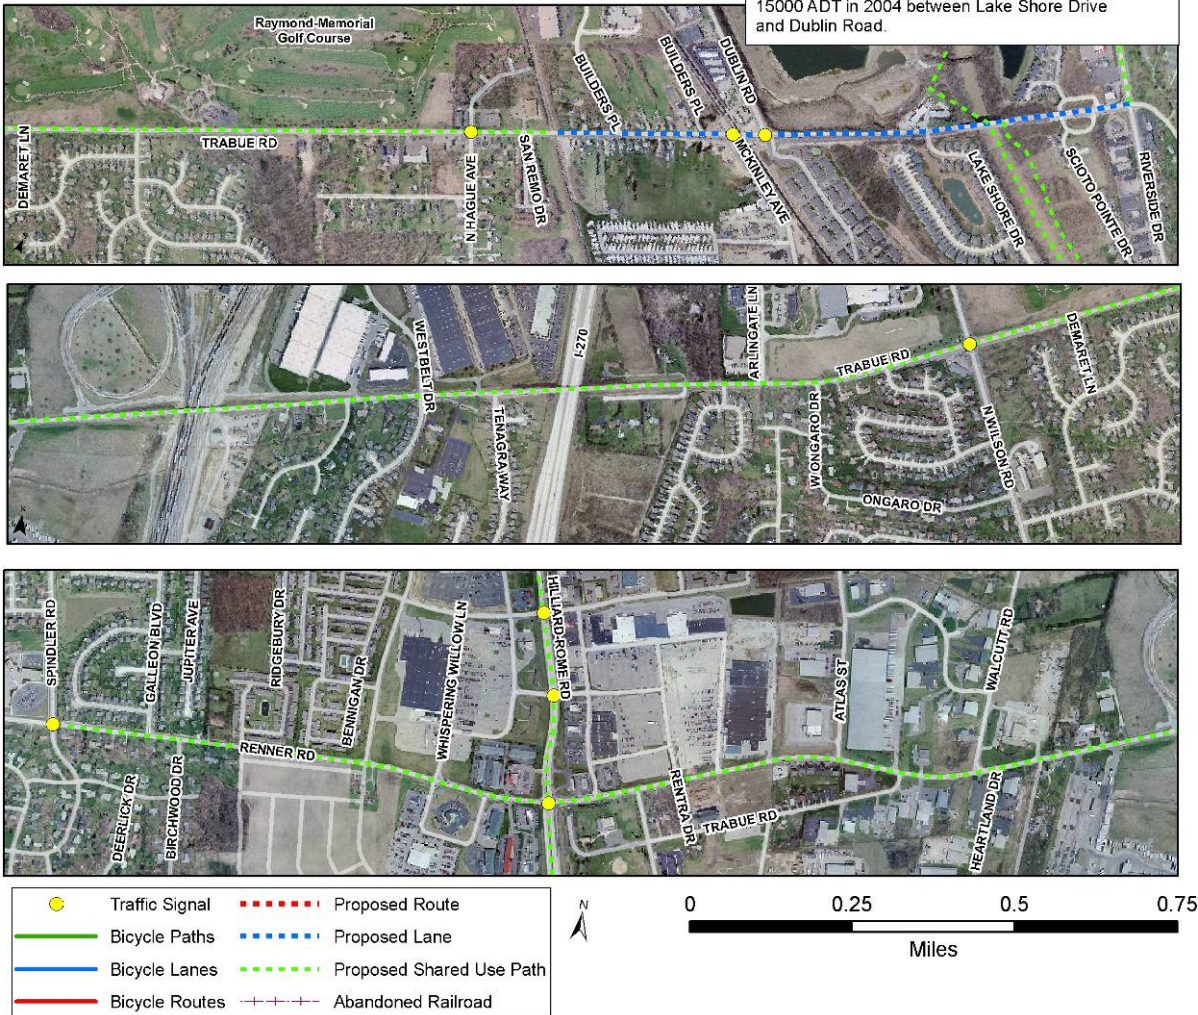 15000 ADT in 2004 between Lake Shore Drive
and Dublin Road.
Raymond-Memorial
Golf Course
DEMARET LN
TRABUE RD
N HAGUE AVE
SAN REMO DR
BUILDERS PL
BUILDERS PL
DUBLIN RD
MCKINLEY AVE
LAKE SHORE DR
SCIOTO POINTE DR
RIVERSIDE DR
WESTBELT DR
TENAGRA WAY
I-270
ARLINGATE LN
TRABUE RD
W ONGARO DR
ONGARO DR
N WILSON RD
DEMARET LN
N
SPINDLER RD
GALLEON BLVD
JUPITER AVE
RIDGEBURY DR
BENNIGAN DR
WHISPERING WILLOW LN
HILLIARD-ROME RD
RENNER RD
DEERLICK DR
BIRCHWOOD DR
RENTRA DR
TRABUE RD
ATLAS ST
WALCUTT RD
HEARTLAND DR
Traffic Signal
Bicycle Paths
Bicycle Lanes
Bicycle Routes
Proposed Route
Proposed Lane
Proposed Shared Use Path
Abandoned Railroad
N
0 0.25 0.5 0.75
Miles